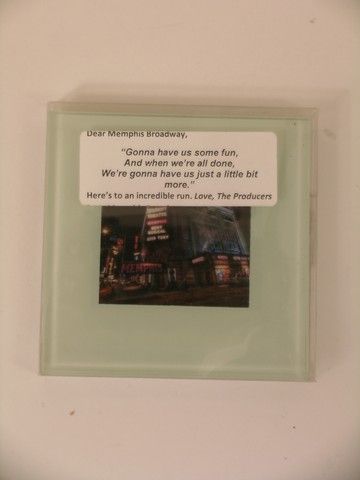 Dear Memphis Broadway,
“Gonna have us some fun,
And when we’re all done,
We’re gonna have us just a little bit
more.”
Here’s to an incredible run. Love, The Producers
MEMPHIS